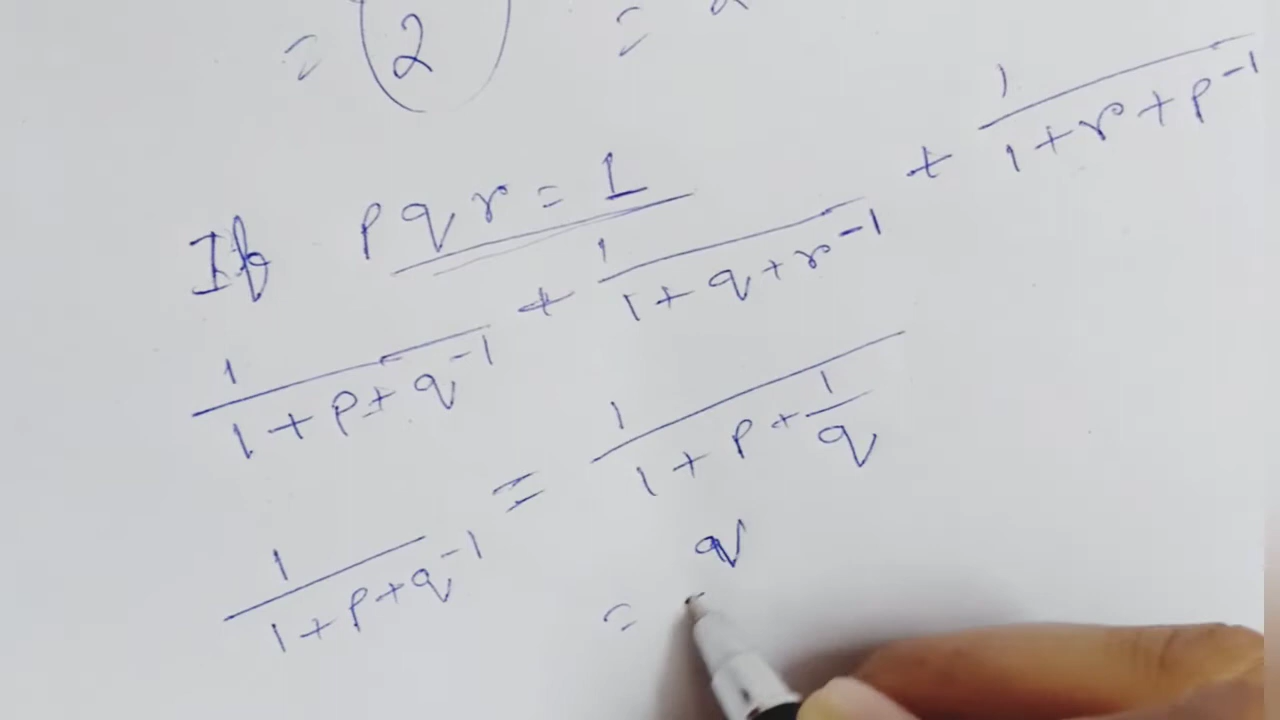 = (2) =
If pqr = 1
1/(1+p+q⁻¹) + 1/(1+q+r⁻¹) + 1/(1+r+p⁻¹)
1/(1+p+q⁻¹) = 1/(1+p+1/q)
= q